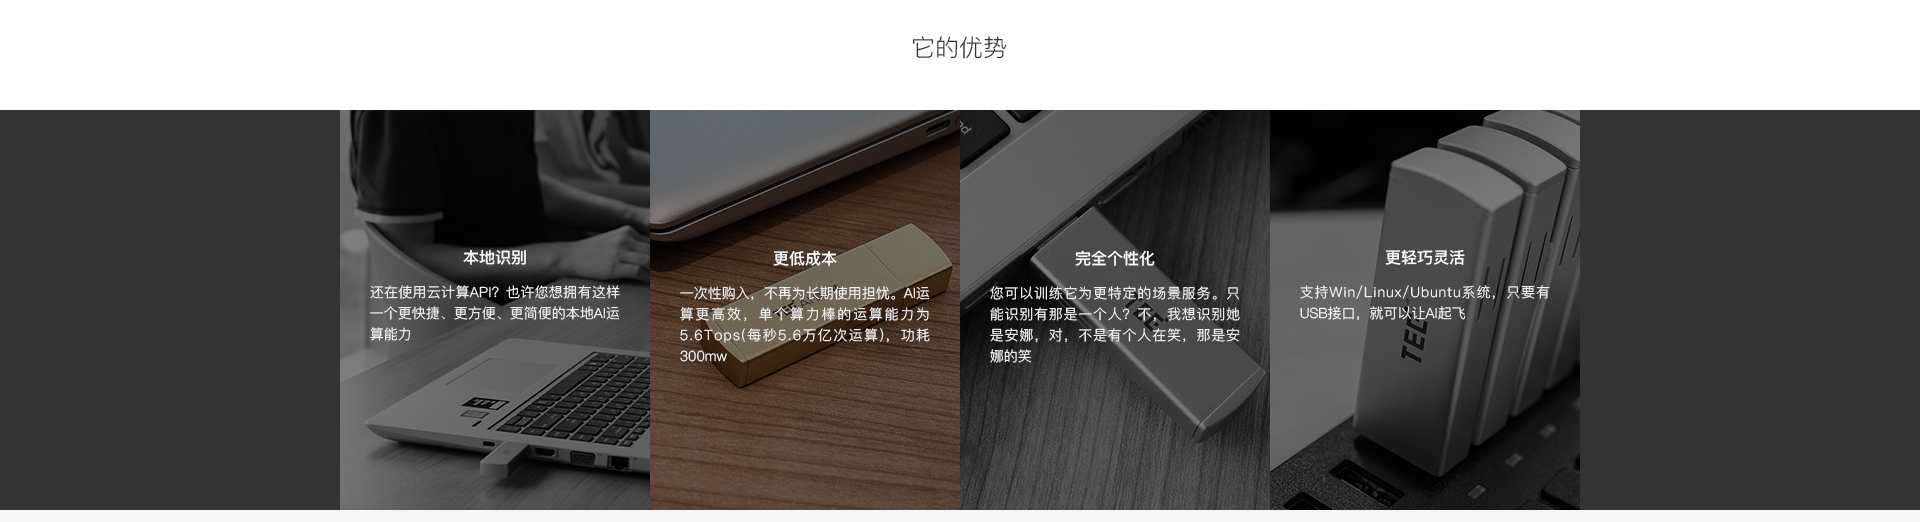 它的优势
本地识别
还在使用云计算API？也许您想拥有这样
一个更快捷、更方便、更简便的本地AI运
算能力
更低成本
一次性购入，不再为长期使用担忧。AI运
算更高效，单个算力棒的运算能力为
5.6Tops(每秒5.6万亿次运算)，功耗
300mw
完全个性化
您可以训练它为更特定的场景服务。只
能识别有那是一个人？不，我想识别她
是安娜，对，不是有个人在笑，那是安
娜的笑
更轻巧灵活
支持Win/Linux/Ubuntu系统，只要有
USB接口，就可以让AI起飞